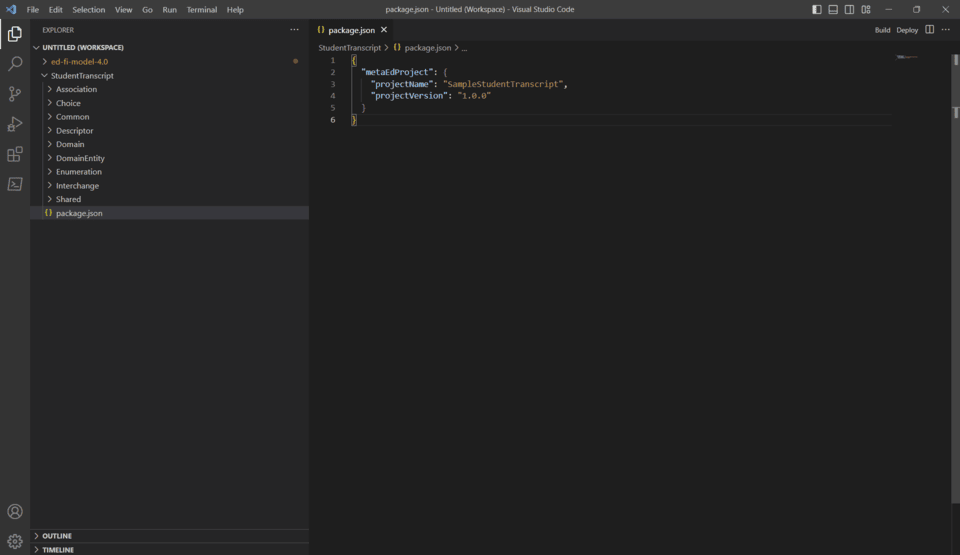 File Edit Selection View Go Run Terminal Help
package.json - Untitled (Workspace) - Visual Studio Code
EXPLORER
UNTITLED (WORKSPACE)
ed-fi-model-4.0
StudentTranscript
Association
Choice
Common
Descriptor
Domain
DomainEntity
Enumeration
Interchange
Shared
{} package.json
OUTLINE
TIMELINE
{} package.json
Build Deploy
StudentTranscript > {} package.json > ...
1 {
2 "metaEdProject": {
3 "projectName": "SampleStudentTranscript",
4 "projectVersion": "1.0.0"
5 }
6 }